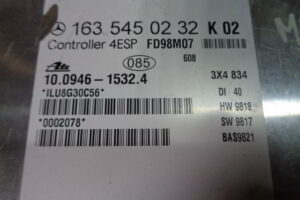 163 545 02 32 K 02
Controller 4ESP FD98M07
608
ATE
085
10.0946-1532.4 3X4 834
*ILU8G30C56* DI 40
HW 9818
*0002078* SW 9817
BAS9821